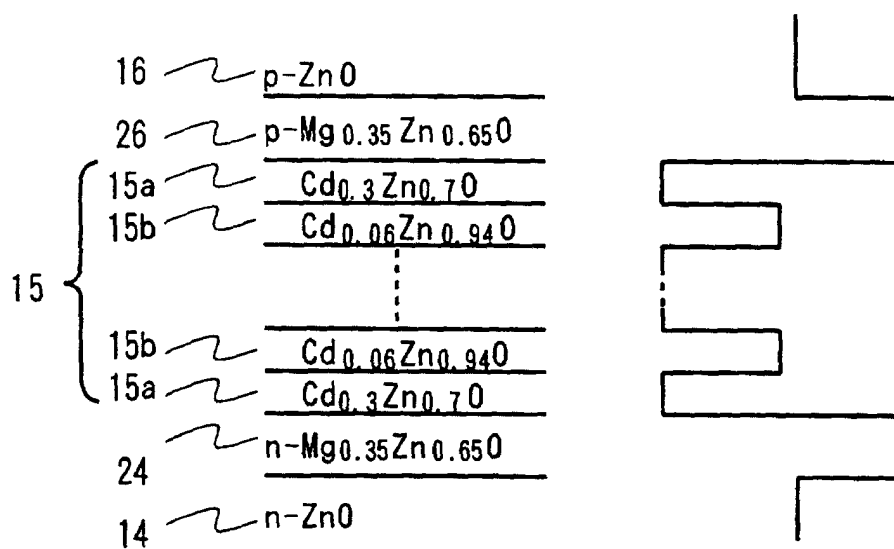 16 p-ZnO
26 p-Mg0.35Zn0.65O
15a Cd0.3Zn0.7O
15b Cd0.06Zn0.94O
15
15b Cd0.06Zn0.94O
15a Cd0.3Zn0.7O
24 n-Mg0.35Zn0.65O
14 n-ZnO